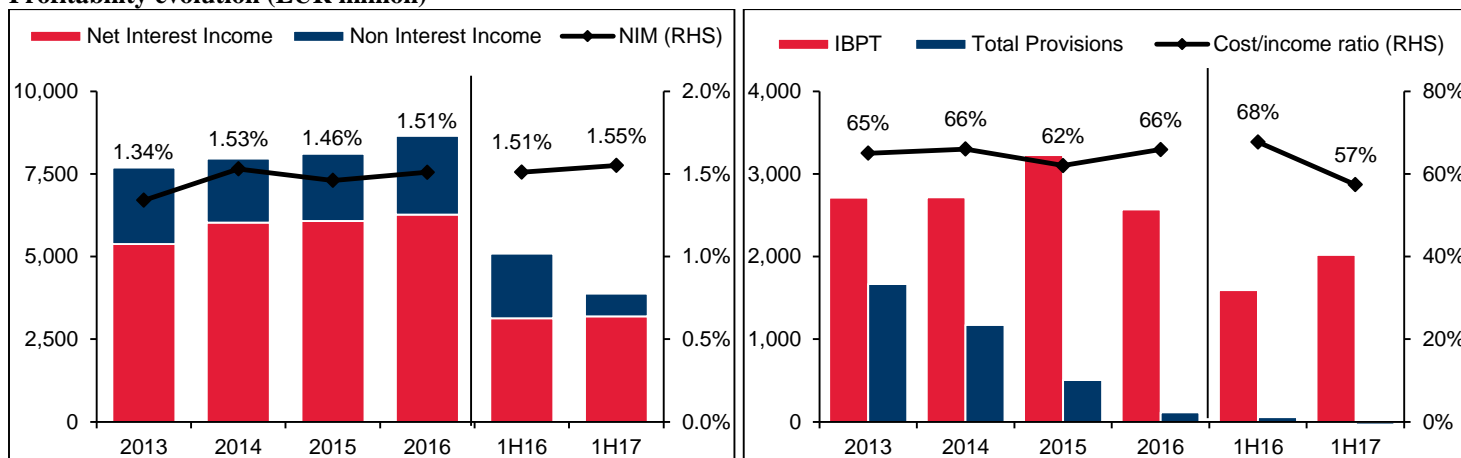 Profitability evolution (EUR million)
Net Interest Income Non Interest Income NIM (RHS)
10,000
7,500
5,000
2,500
0
2.0%
1.5%
1.0%
0.5%
0.0%
1.34% 1.53% 1.46% 1.51% 1.51% 1.55%
2013 2014 2015 2016 1H16 1H17
IBPT Total Provisions Cost/income ratio (RHS)
4,000
3,000
2,000
1,000
0
80%
60%
40%
20%
0%
65% 66% 62% 66% 68% 57%
2013 2014 2015 2016 1H16 1H17